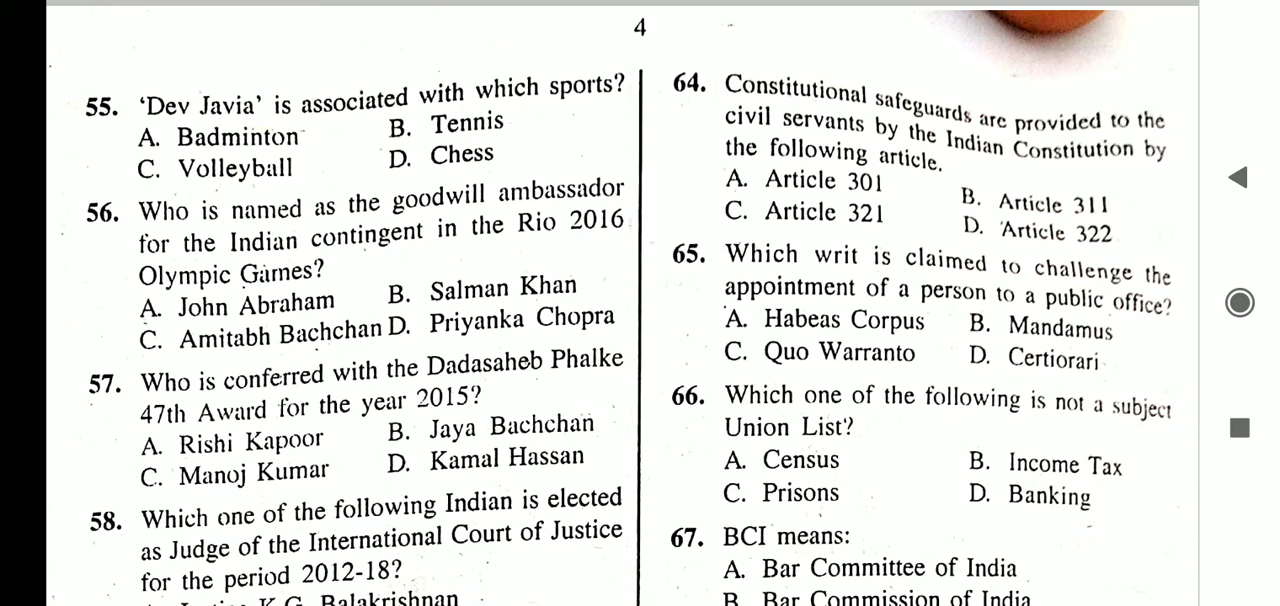 4
55. ‘Dev Javia’ is associated with which sports?
A. Badminton B. Tennis
C. Volleyball D. Chess
56. Who is named as the goodwill ambassador
for the Indian contingent in the Rio 2016
Olympic Games?
A. John Abraham B. Salman Khan
C. Amitabh Bachchan D. Priyanka Chopra
57. Who is conferred with the Dadasaheb Phalke
47th Award for the year 2015?
A. Rishi Kapoor B. Jaya Bachchan
C. Manoj Kumar D. Kamal Hassan
58. Which one of the following Indian is elected
as Judge of the International Court of Justice
for the period 2012-18?
K.G. Balakrishnan
64. Constitutional safeguards are provided to the
civil servants by the Indian Constitution by
the following article.
A. Article 301 B. Article 311
C. Article 321 D. Article 322
65. Which writ is claimed to challenge the
appointment of a person to a public office?
A. Habeas Corpus B. Mandamus
C. Quo Warranto D. Certiorari
66. Which one of the following is not a subject
Union List?
A. Census B. Income Tax
C. Prisons D. Banking
67. BCI means:
A. Bar Committee of India
B. Bar Commission of India